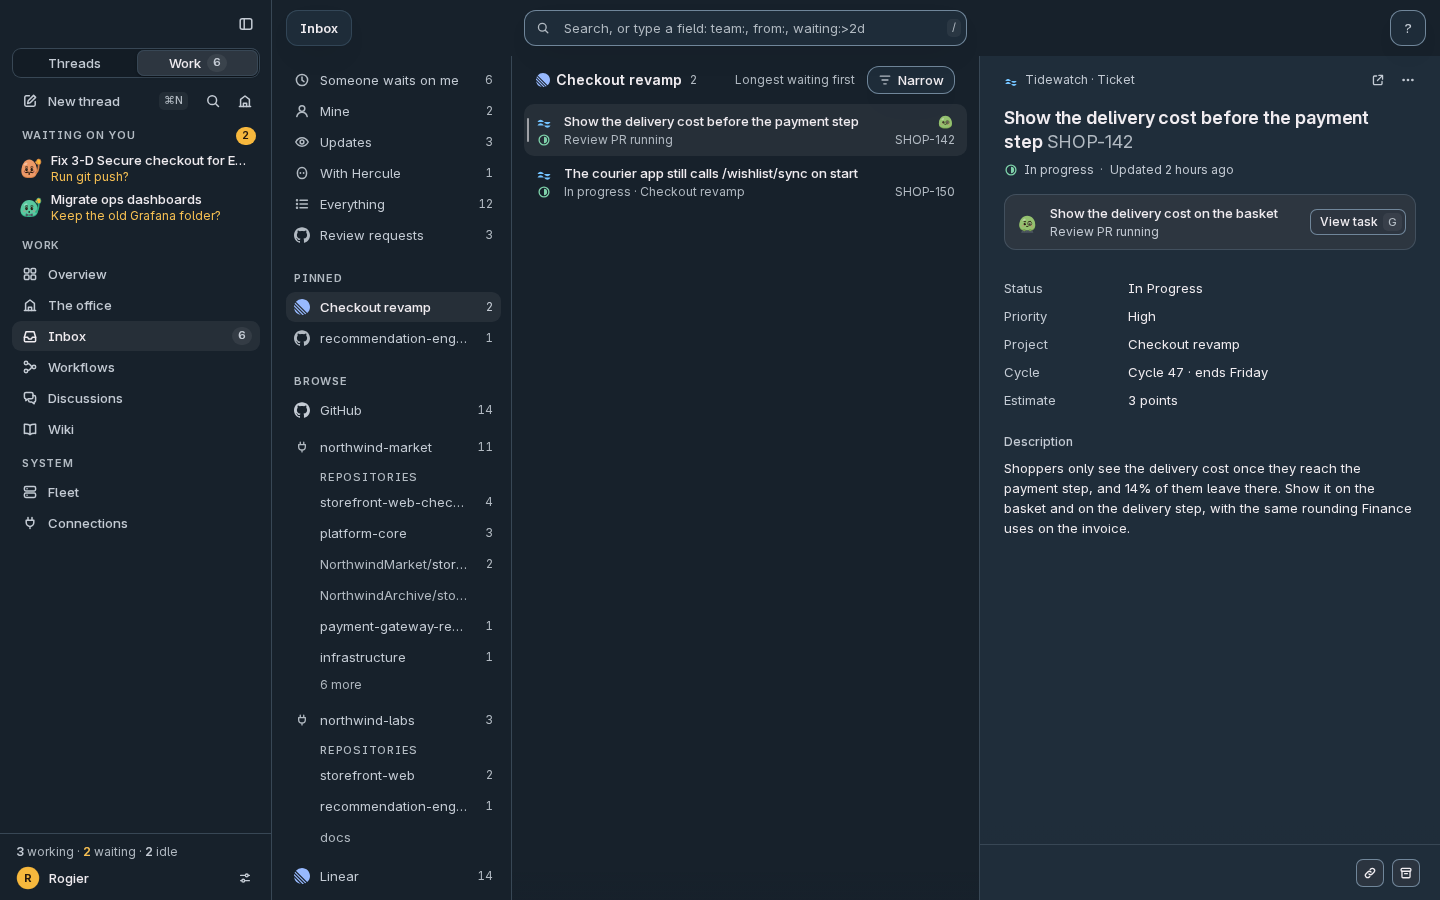 Threads
Work 6
New thread ⌘N
WAITING ON YOU 2
Fix 3-D Secure checkout for E…
Run git push?
Migrate ops dashboards
Keep the old Grafana folder?
WORK
Overview
The office
Inbox 6
Workflows
Discussions
Wiki
SYSTEM
Fleet
Connections
3 working · 2 waiting · 2 idle
R Rogier
Inbox
Someone waits on me 6
Mine 2
Updates 3
With Hercule 1
Everything 12
Review requests 3
PINNED
Checkout revamp 2
recommendation-eng… 1
BROWSE
GitHub 14
northwind-market 11
REPOSITORIES
storefront-web-chec… 4
platform-core 3
NorthwindMarket/stor… 2
NorthwindArchive/sto…
payment-gateway-re… 1
infrastructure 1
6 more
northwind-labs 3
REPOSITORIES
storefront-web 2
recommendation-eng… 1
docs
Linear 14
Search, or type a field: team:, from:, waiting:>2d /
Checkout revamp 2 Longest waiting first Narrow
Show the delivery cost before the payment step
Review PR running SHOP-142
The courier app still calls /wishlist/sync on start
In progress · Checkout revamp SHOP-150
?
Tidewatch · Ticket
Show the delivery cost before the payment
step SHOP-142
In progress · Updated 2 hours ago
Show the delivery cost on the basket
Review PR running
View task G
Status In Progress
Priority High
Project Checkout revamp
Cycle Cycle 47 · ends Friday
Estimate 3 points
Description
Shoppers only see the delivery cost once they reach the
payment step, and 14% of them leave there. Show it on the
basket and on the delivery step, with the same rounding Finance
uses on the invoice.